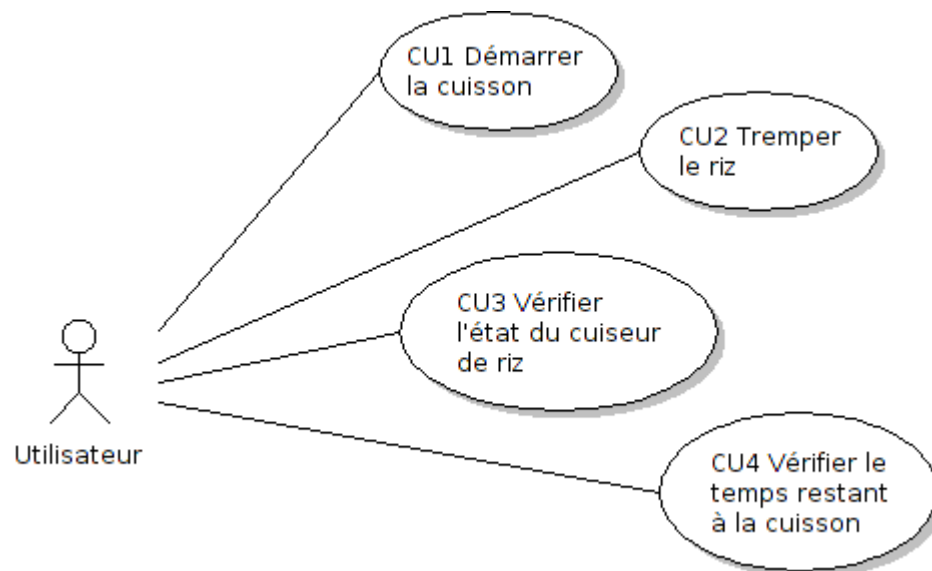 CU1 Démarrer
la cuisson
CU2 Tremper
le riz
CU3 Vérifier
l'état du cuiseur
de riz
Utilisateur
CU4 Vérifier le
temps restant
à la cuisson